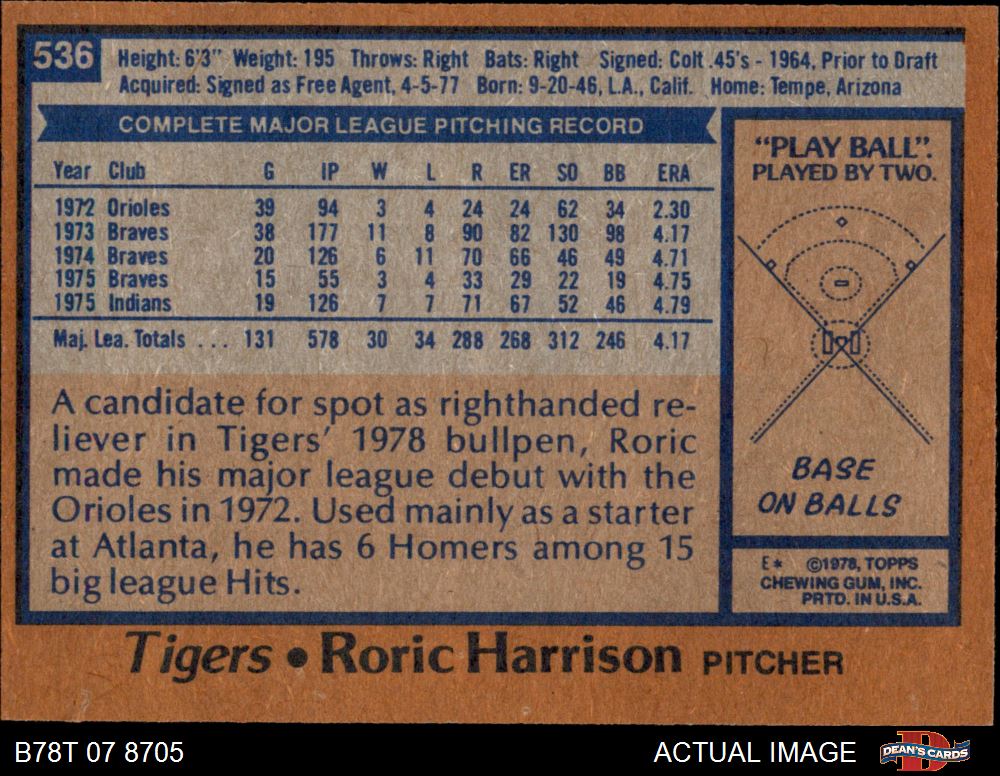 536
Height: 6'3" Weight: 195 Throws: Right Bats: Right Signed: Colt .45's - 1964, Prior to Draft
Acquired: Signed as Free Agent, 4-5-77 Born: 9-20-46, L.A., Calif. Home: Tempe, Arizona
COMPLETE MAJOR LEAGUE PITCHING RECORD
Year Club G IP W L R ER SO BB ERA
1972 Orioles 39 94 3 4 24 24 62 34 2.30
1973 Braves 38 177 11 8 90 82 130 98 4.17
1974 Braves 20 126 6 11 70 66 46 49 4.71
1975 Braves 15 55 3 4 33 29 22 19 4.75
1975 Indians 19 126 7 7 71 67 52 46 4.79
Maj. Lea. Totals . . . 131 578 30 34 288 268 312 246 4.17
A candidate for spot as righthanded re-
liever in Tigers' 1978 bullpen, Roric
made his major league debut with the
Orioles in 1972. Used mainly as a starter
at Atlanta, he has 6 Homers among 15
big league Hits.
"PLAY BALL".
PLAYED BY TWO.
BASE
ON BALLS
E* ©1978, TOPPS
CHEWING GUM, INC.
PRTD. IN U.S.A.
Tigers • Roric Harrison PITCHER
B78T 07 8705
ACTUAL IMAGE
D
DEAN'S CARDS